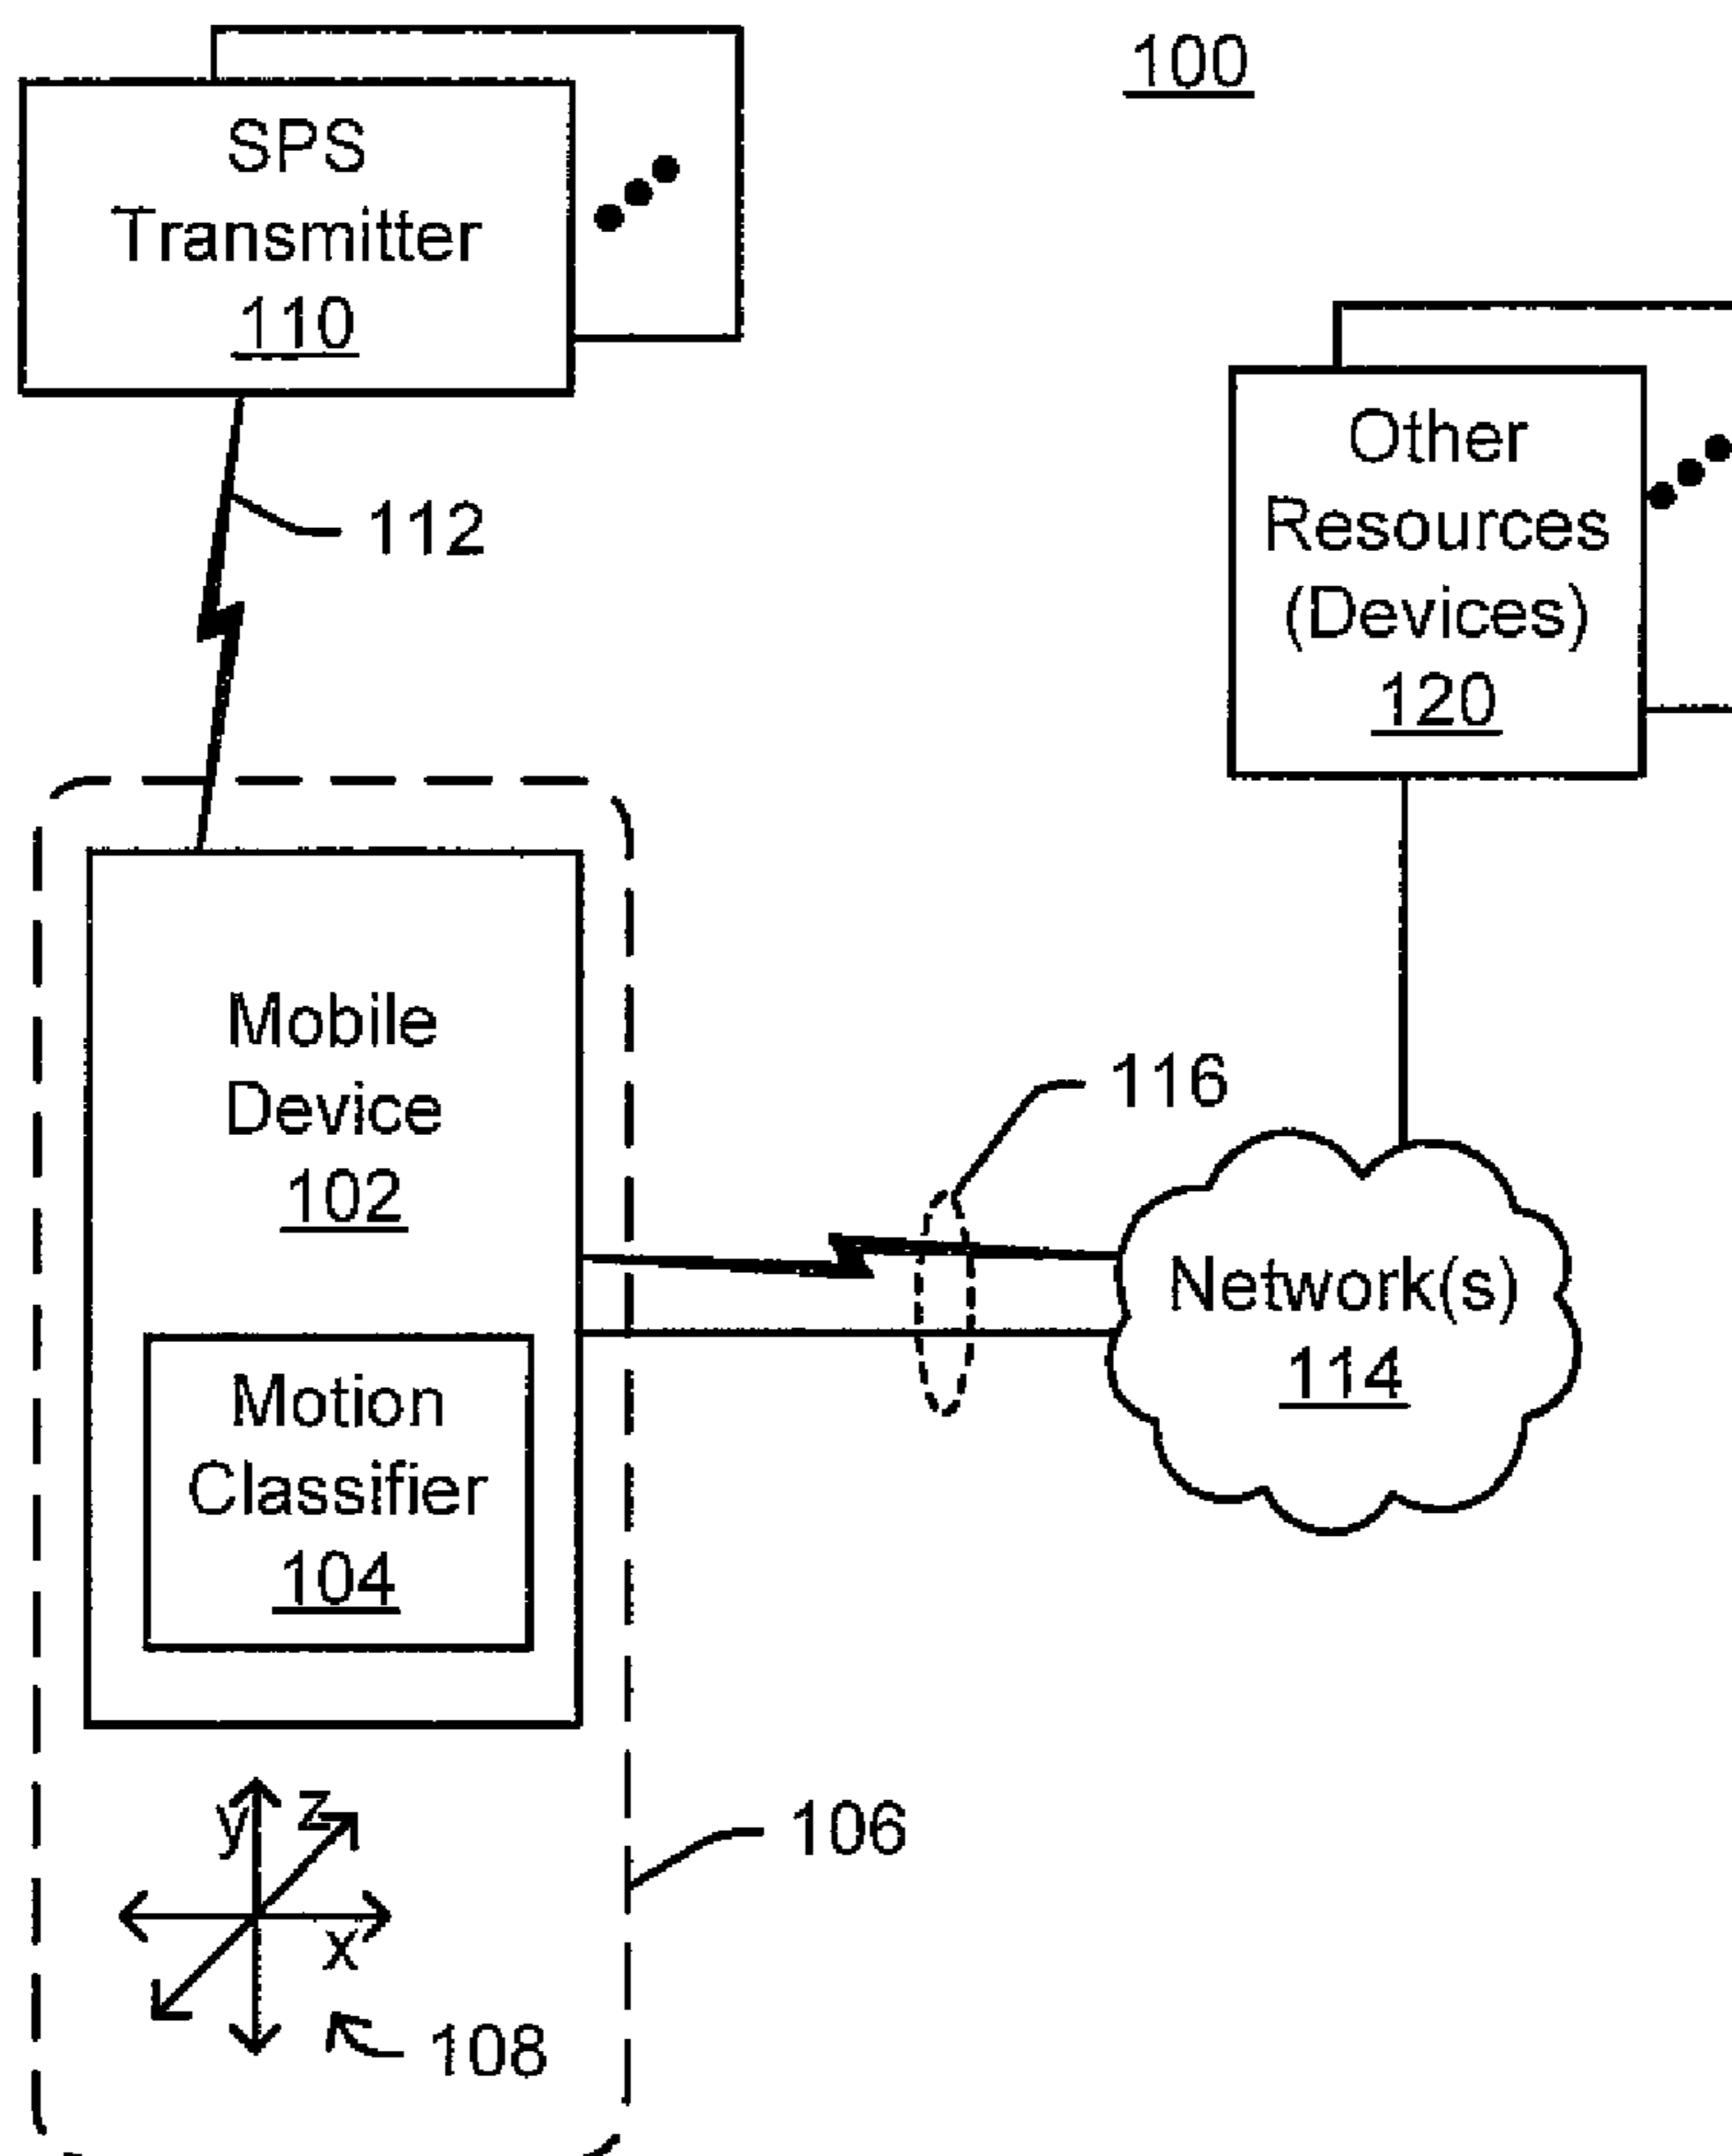 100
SPS
Transmitter
110
Other
Resources
(Devices)
120
112
Mobile
Device
102
116
Network(s)
114
Motion
Classifier
104
y
z
x
106
108